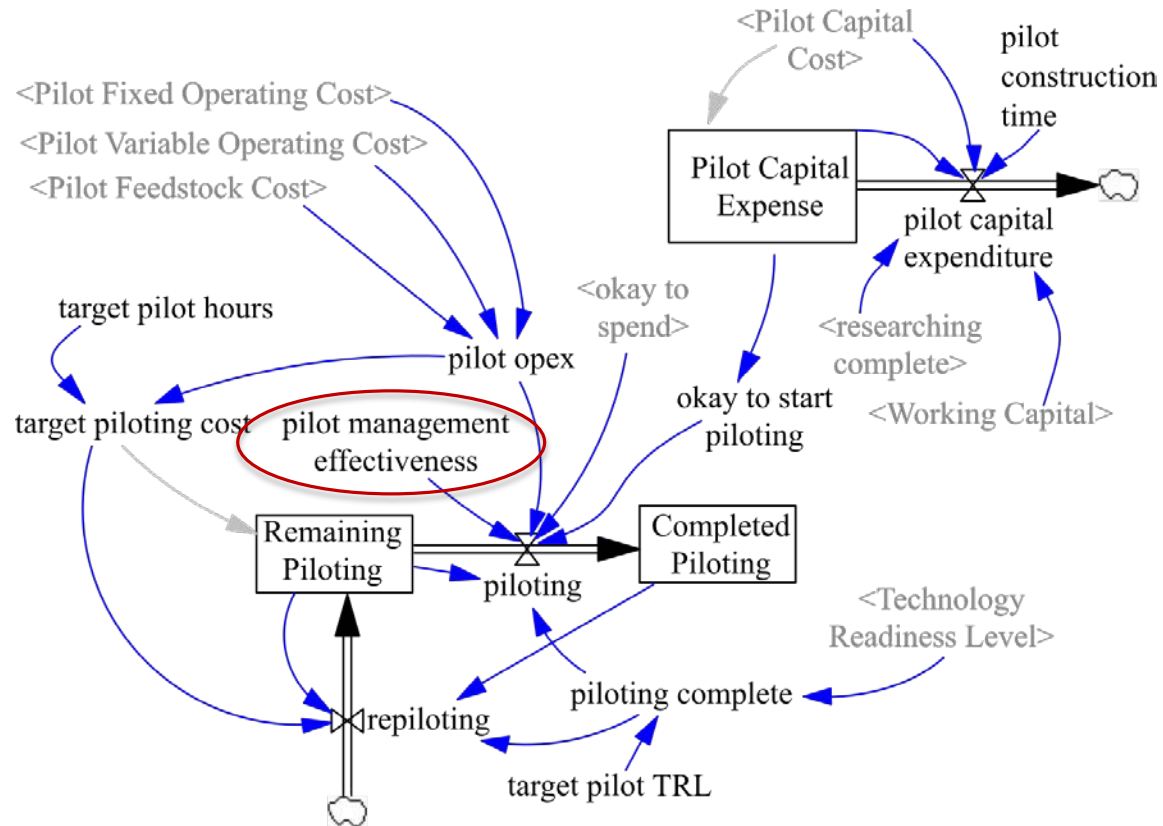 <Pilot Capital
Cost>
pilot
construction
time
<Pilot Fixed Operating Cost>
<Pilot Variable Operating Cost>
<Pilot Feedstock Cost>
Pilot Capital
Expense
pilot capital
expenditure
<okay to
spend>
target pilot hours
<researching
complete>
pilot opex
okay to start
piloting
<Working Capital>
target piloting cost
pilot management
effectiveness
Remaining
Piloting
Completed
Piloting
piloting
<Technology
Readiness Level>
piloting complete
repiloting
target pilot TRL